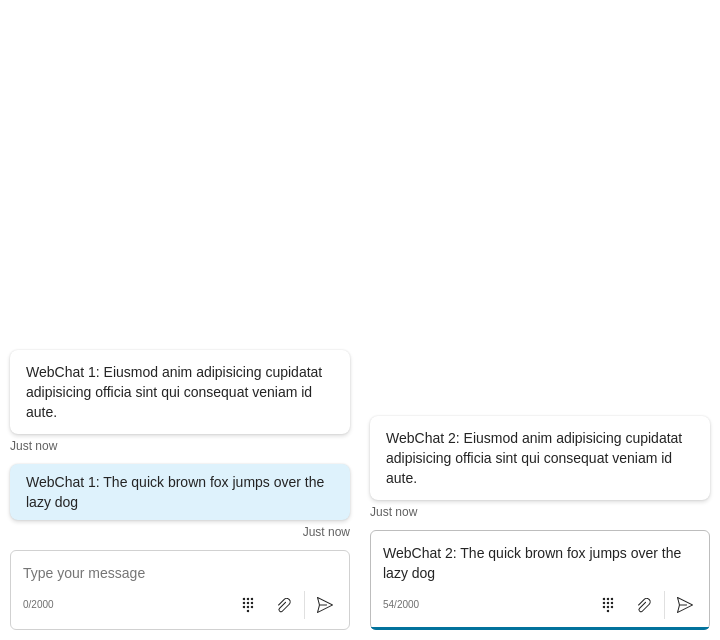 WebChat 1: Eiusmod anim adipisicing cupidatat
adipisicing officia sint qui consequat veniam id
aute.
Just now
WebChat 1: The quick brown fox jumps over the
lazy dog
Just now
Type your message
0/2000
WebChat 2: Eiusmod anim adipisicing cupidatat
adipisicing officia sint qui consequat veniam id
aute.
Just now
WebChat 2: The quick brown fox jumps over the
lazy dog
54/2000